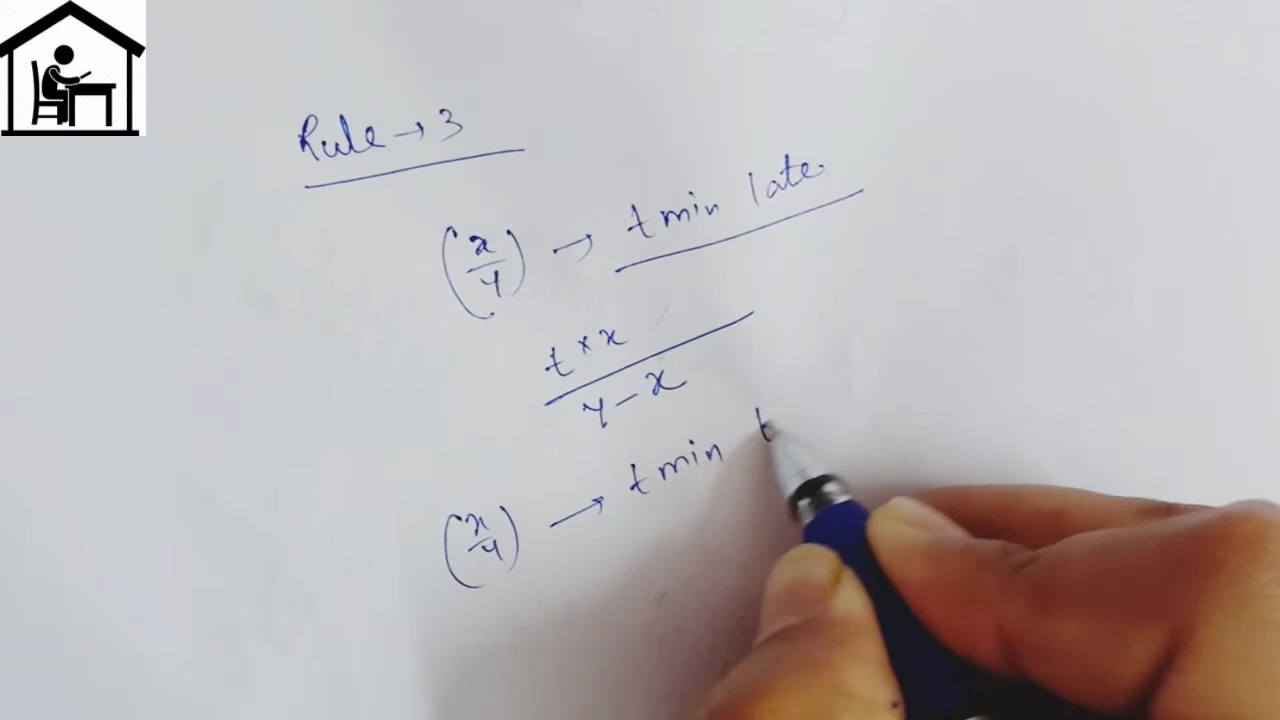 Rule → 3
(x/y) → t min late
t × x
y - x
(x/y) → t min